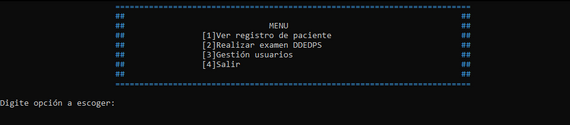 ==========================================================================
## ##
## MENU ##
## [1]Ver registro de paciente ##
## [2]Realizar examen DDEDPS ##
## [3]Gestión usuarios ##
## [4]Salir ##
## ##
==========================================================================
Digite opción a escoger: